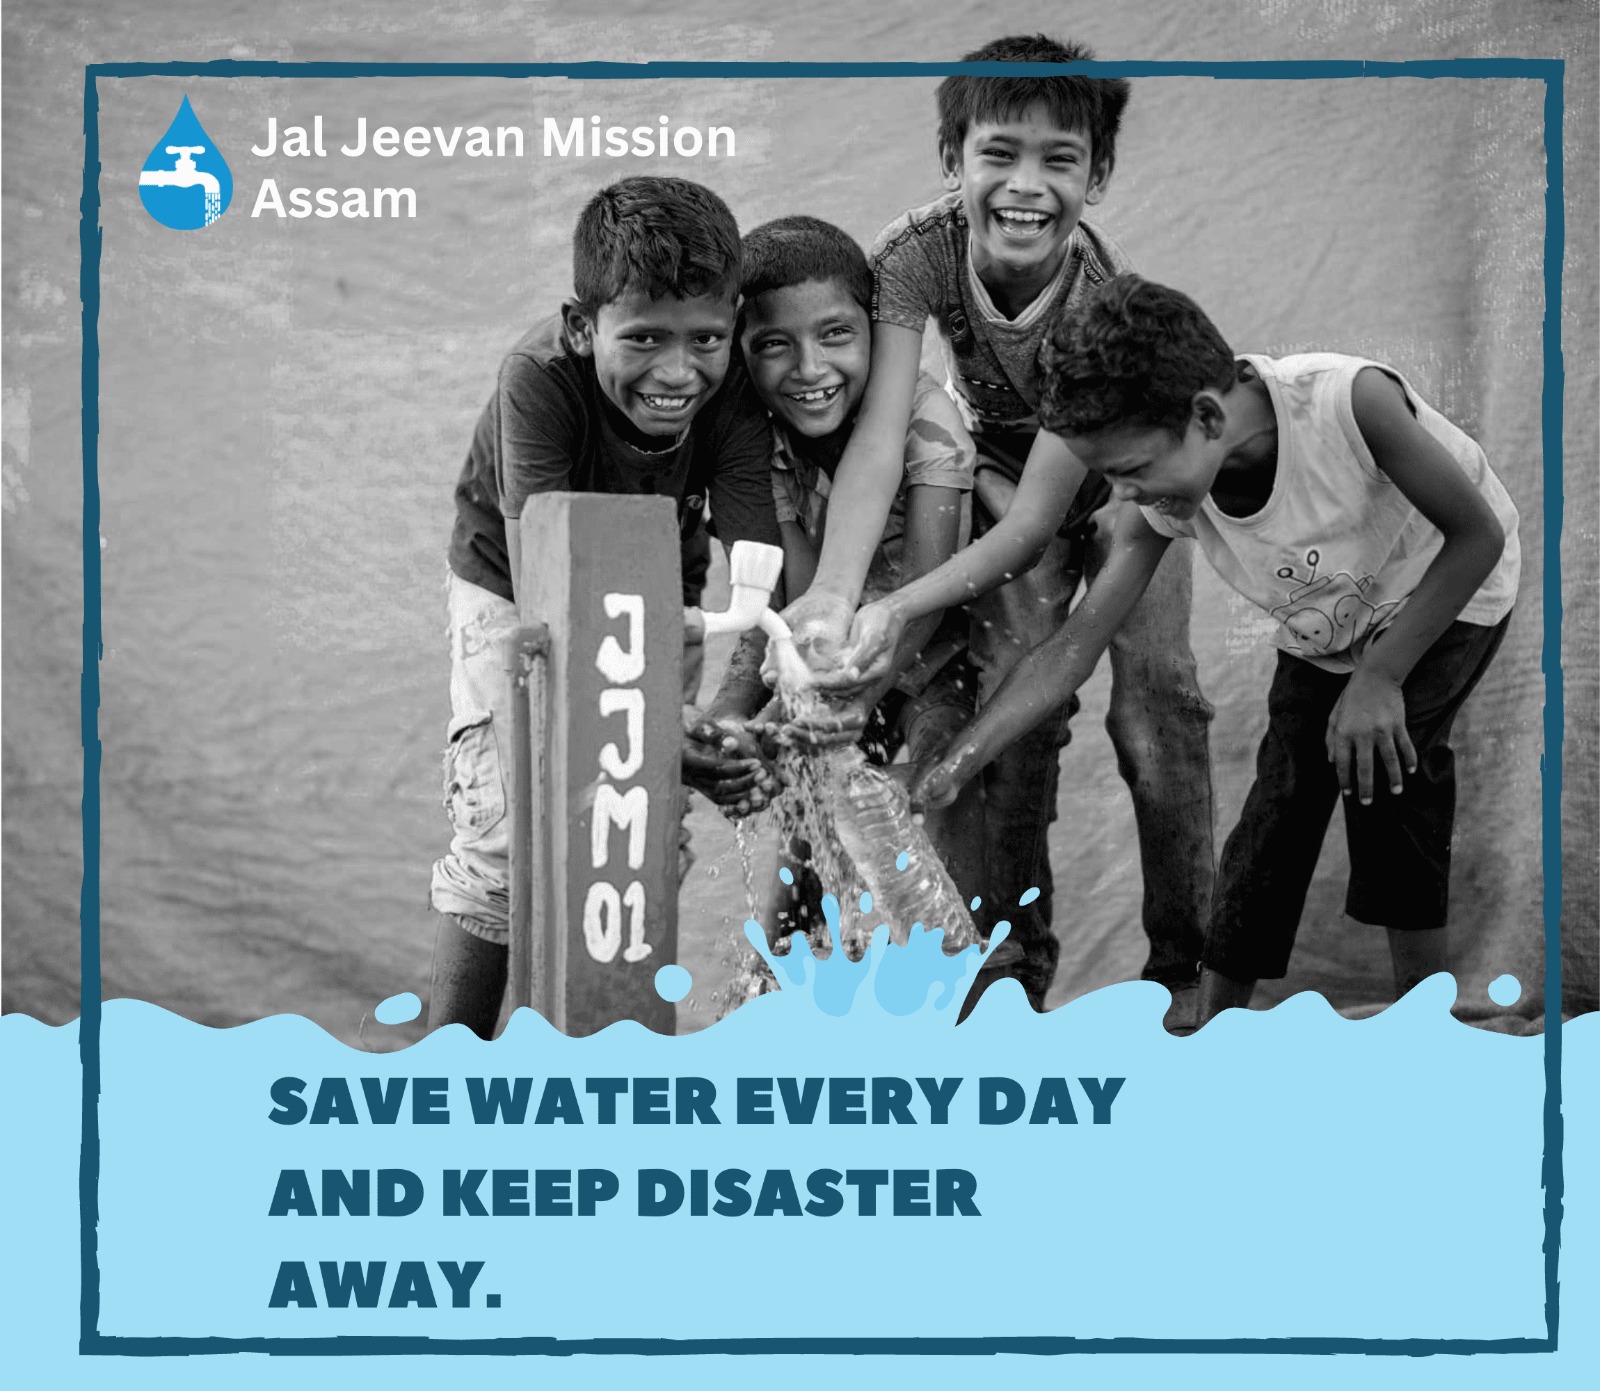 Jal Jeevan Mission
Assam
JJM
01
SAVE WATER EVERY DAY
AND KEEP DISASTER
AWAY.